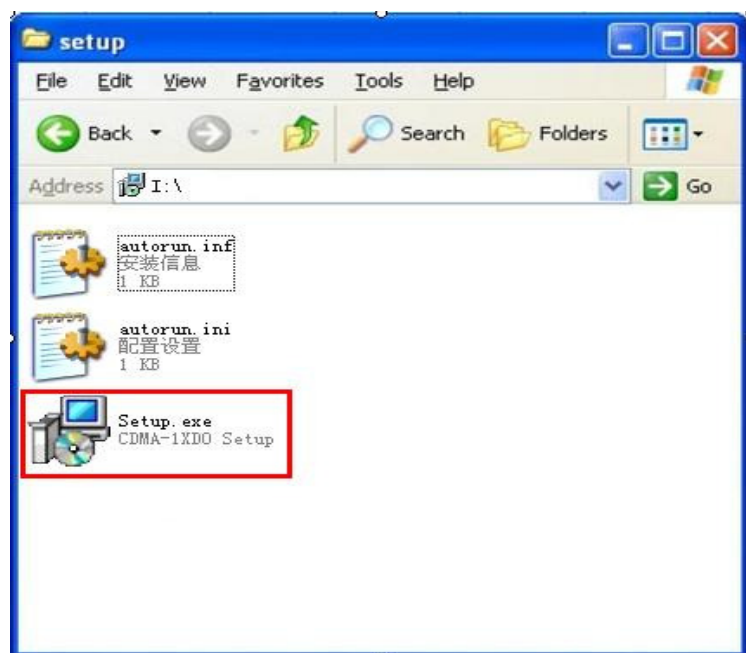 setup
File Edit View Favorites Tools Help
Back Search Folders
Address I:\ Go
autorun.inf
安装信息
1 KB
autorun.ini
配置设置
1 KB
Setup.exe
CDMA-1XDO Setup